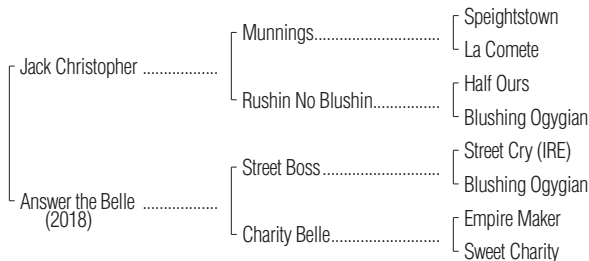 Speightstown
Munnings
La Comete
Jack Christopher
Half Ours
Rushin No Blushin
Blushing Ogygian
Street Cry (IRE)
Street Boss
Blushing Ogygian
Answer the Belle
(2018)
Empire Maker
Charity Belle
Sweet Charity